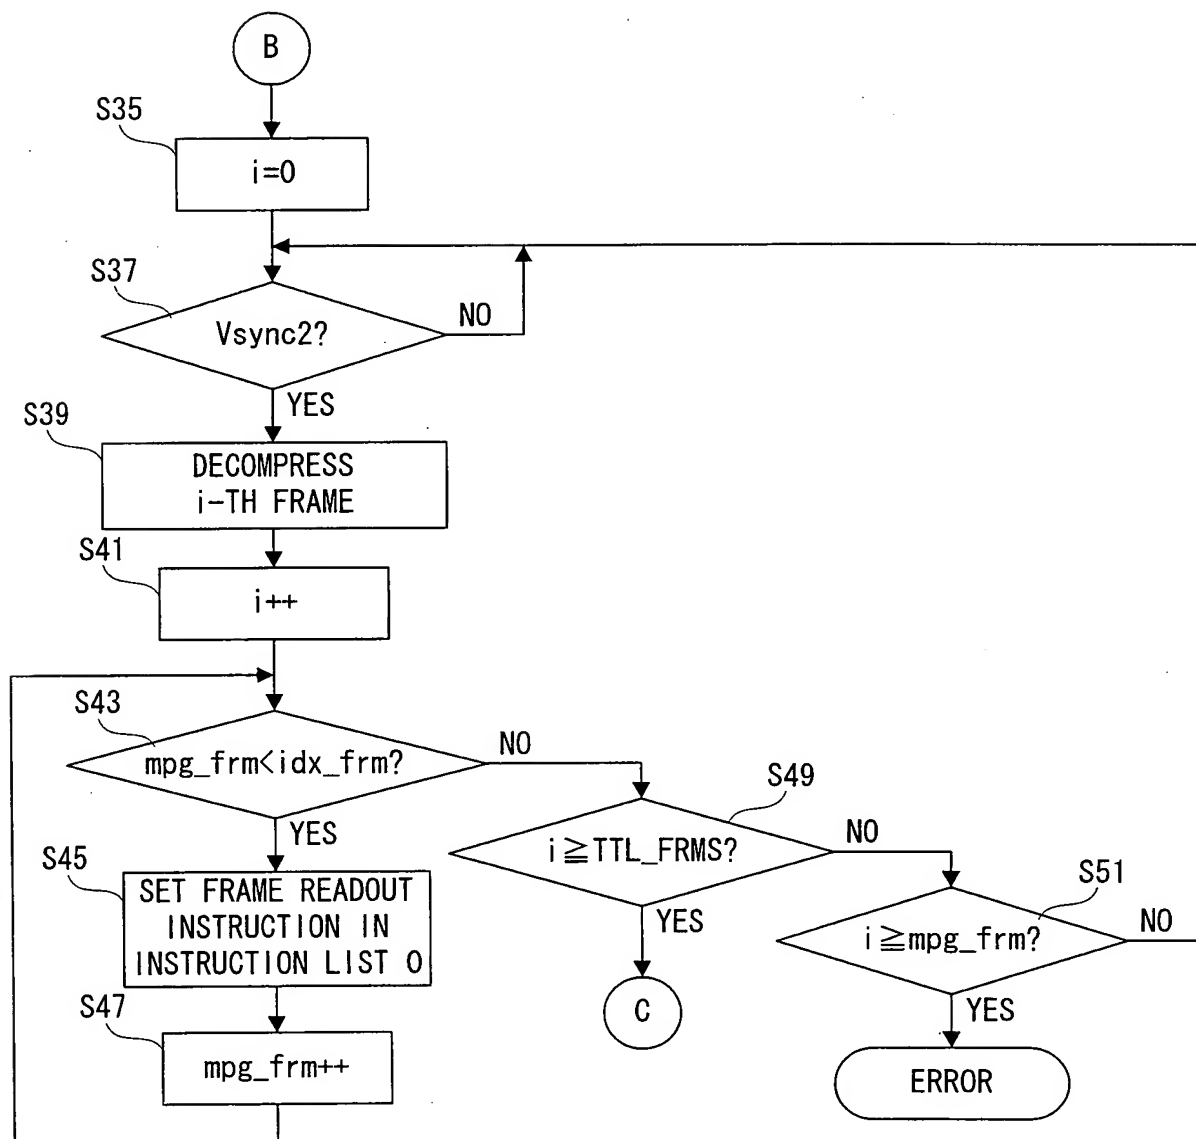 B
S35
i=0
S37
Vsync2?
NO
YES
S39
DECOMPRESS
i-TH FRAME
S41
i++
S43
mpg_frm<idx_frm?
NO
YES
S49
i≧TTL_FRMS?
NO
YES
S45
SET FRAME READOUT
INSTRUCTION IN
INSTRUCTION LIST 0
S51
i≧mpg_frm?
NO
YES
C
S47
mpg_frm++
ERROR